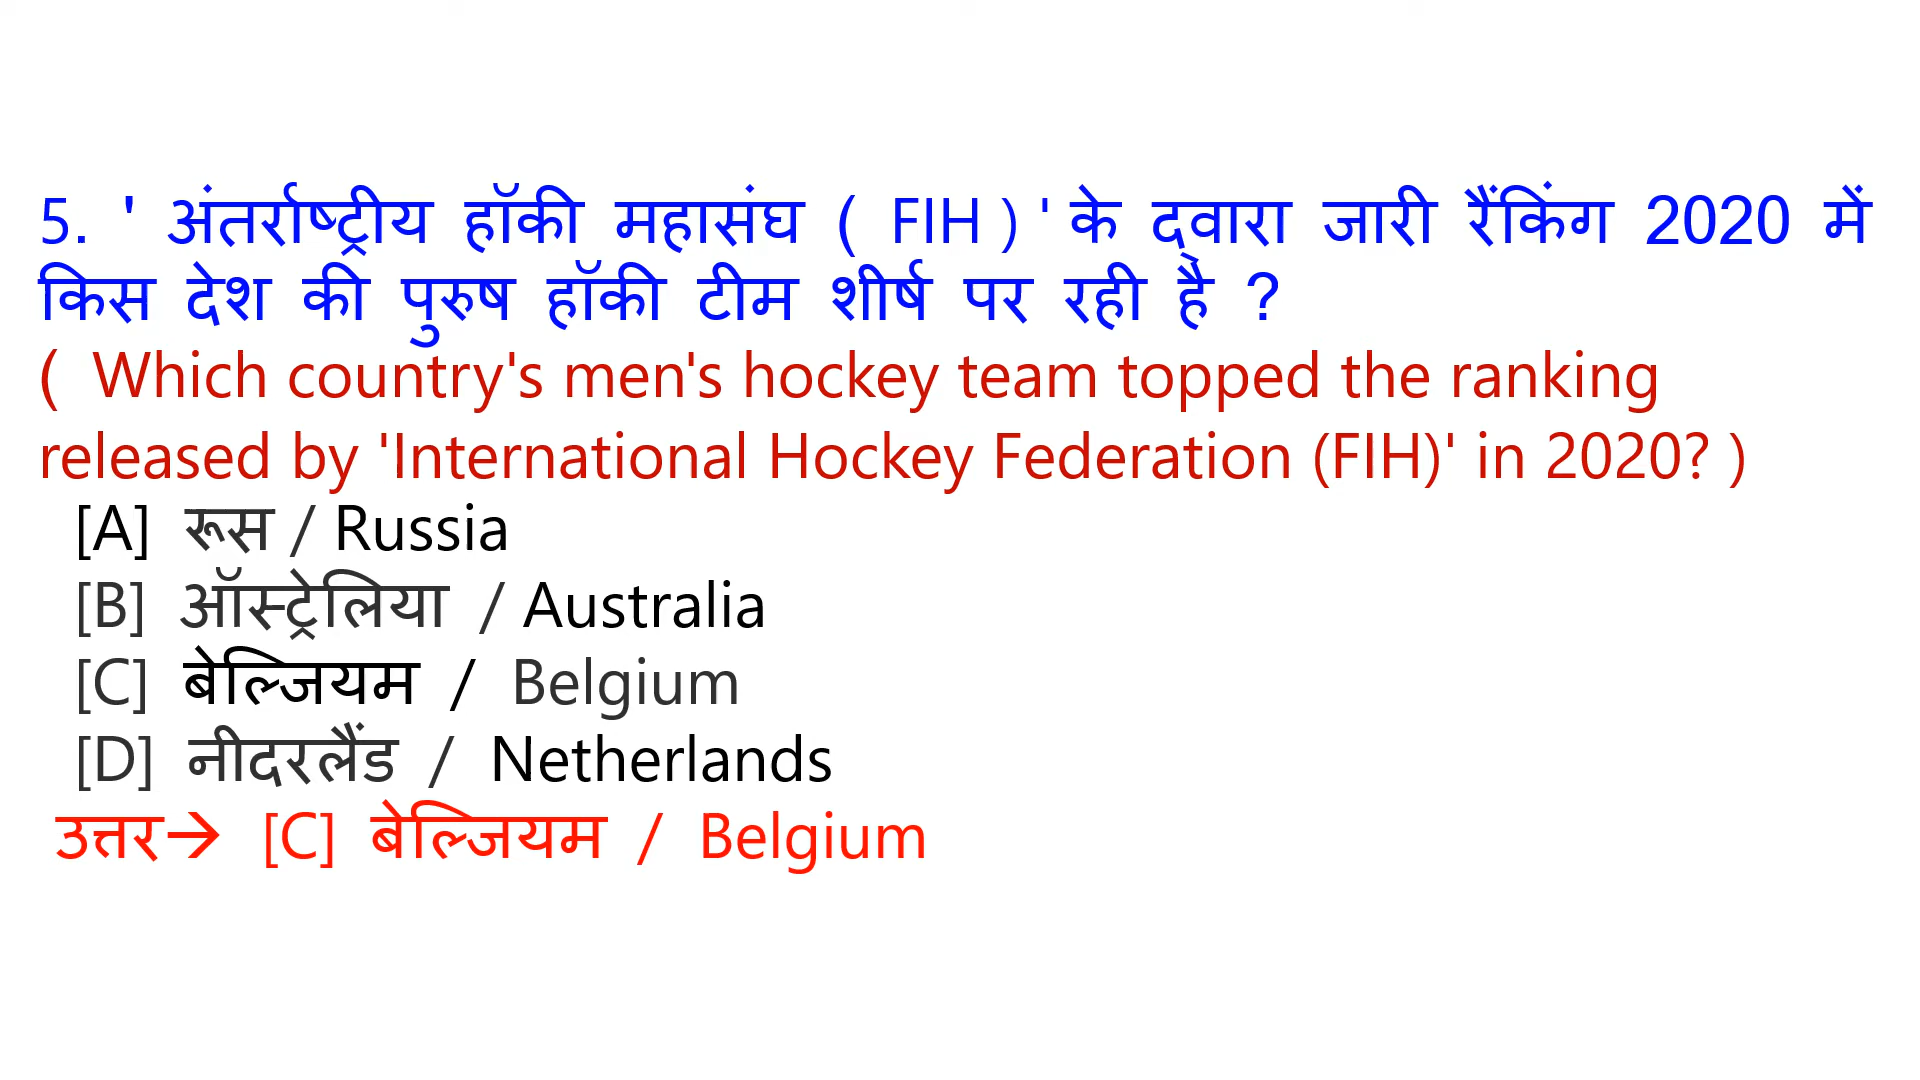 5. ' अंतर्राष्ट्रीय हॉकी महासंघ ( FIH ) ' के द्वारा जारी रैंकिंग 2020 में
किस देश की पुरुष हॉकी टीम शीर्ष पर रही है ?
( Which country's men's hockey team topped the ranking
released by 'International Hockey Federation (FIH)' in 2020? )
[A] रूस / Russia
[B] ऑस्ट्रेलिया / Australia
[C] बेल्जियम / Belgium
[D] नीदरलैंड / Netherlands
उत्तर→ [C] बेल्जियम / Belgium